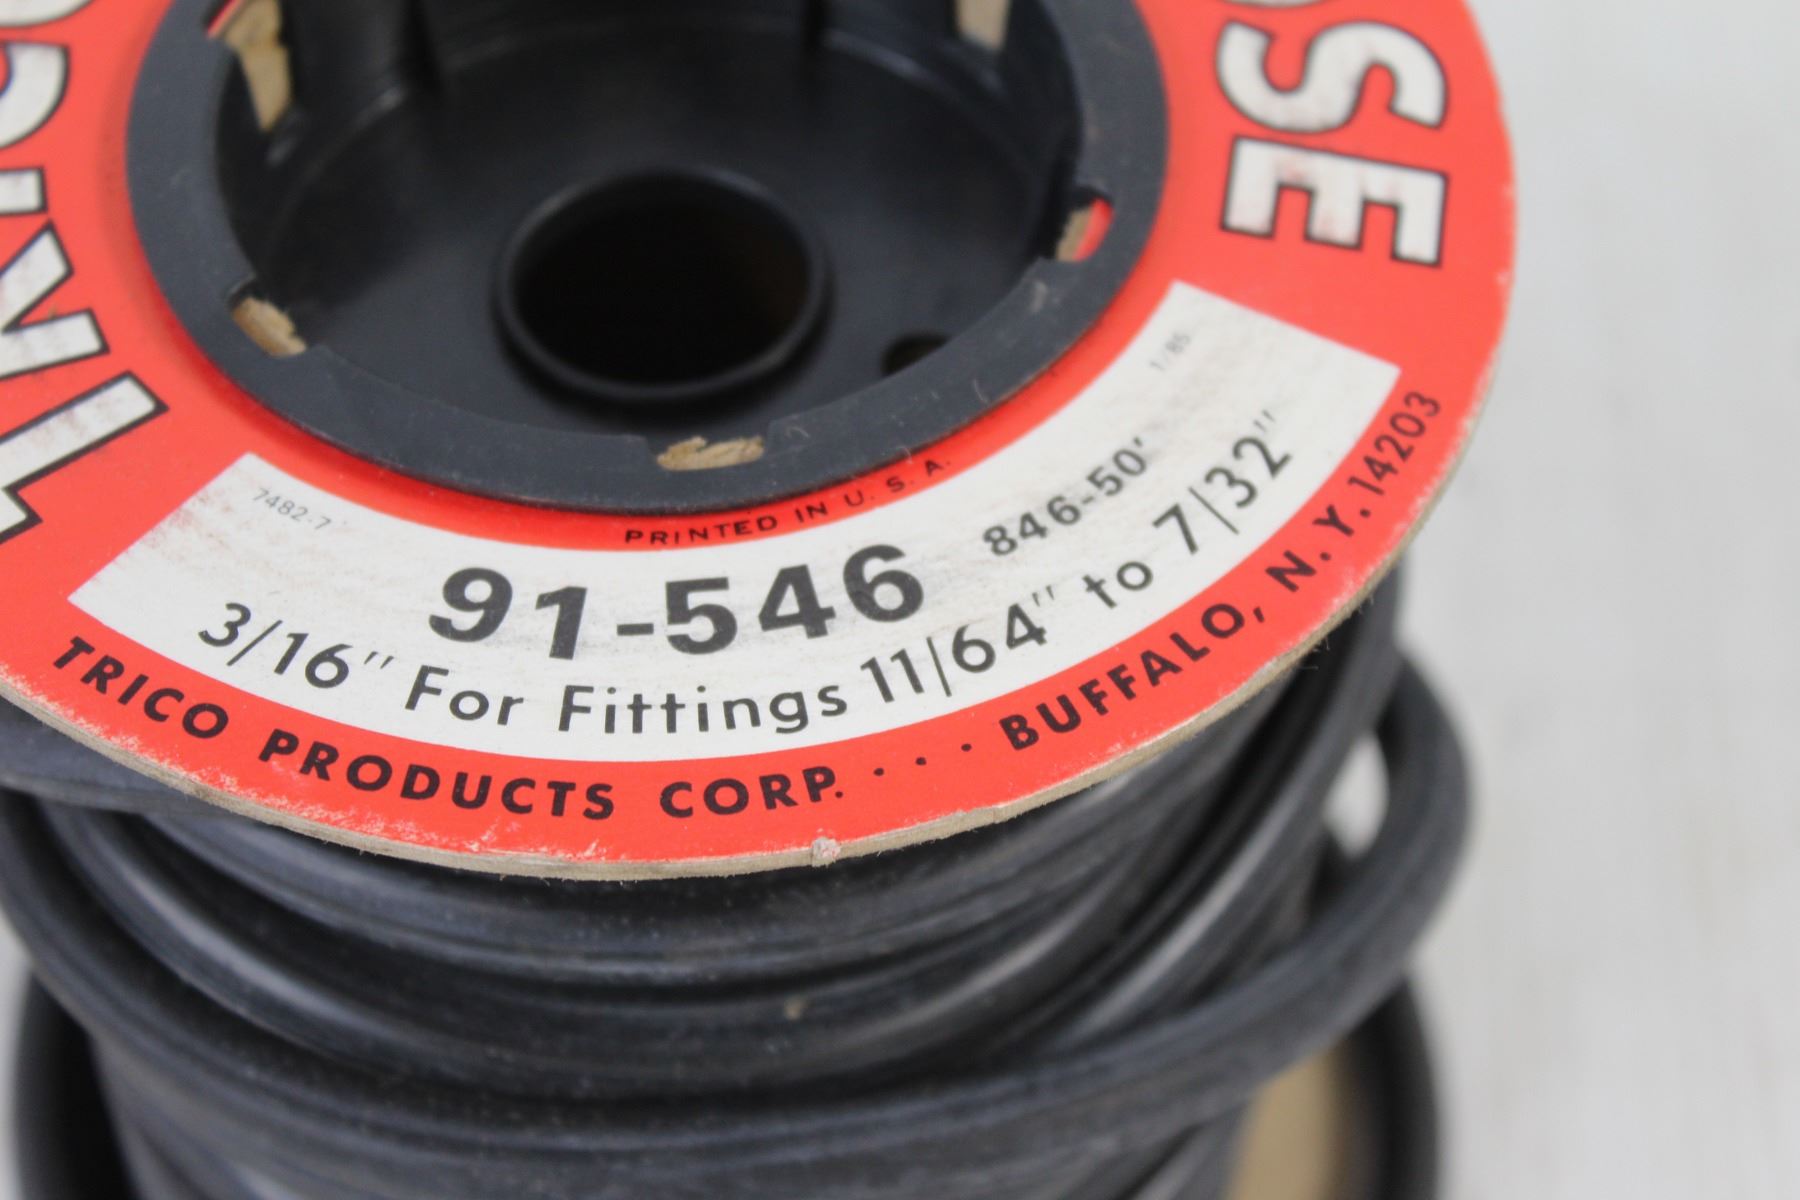 OSE
PRINTED IN U.S.A.
7482-7
1/85
91-546
846-50'
3/16" For Fittings 11/64" to 7/32"
TRICO PRODUCTS CORP. . . . BUFFALO, N.Y. 14203